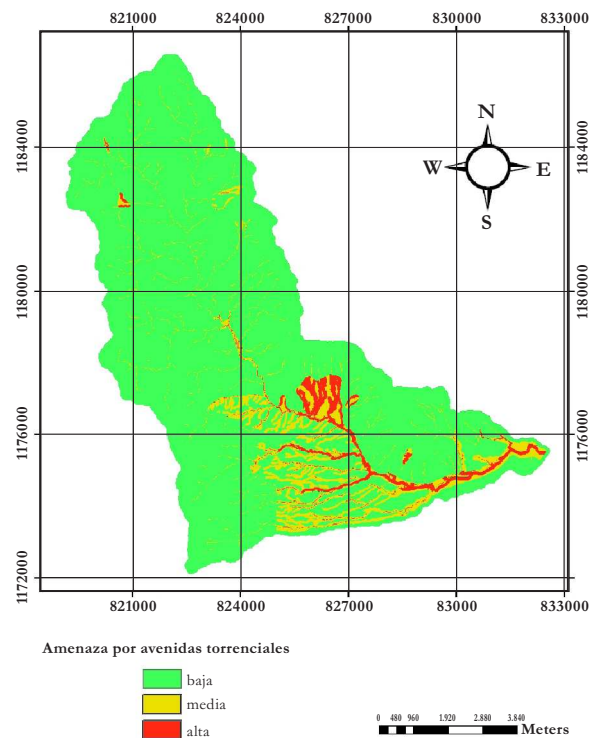 821000 824000 827000 830000 833000
N
1184000 W E 1184000
S
1180000 1180000
1176000 1176000
1172000 1172000
821000 824000 827000 830000 833000
Amenaza por avenidas torrenciales
baja
media
alta
0 480 960 1.920 2.880 3.840 Meters